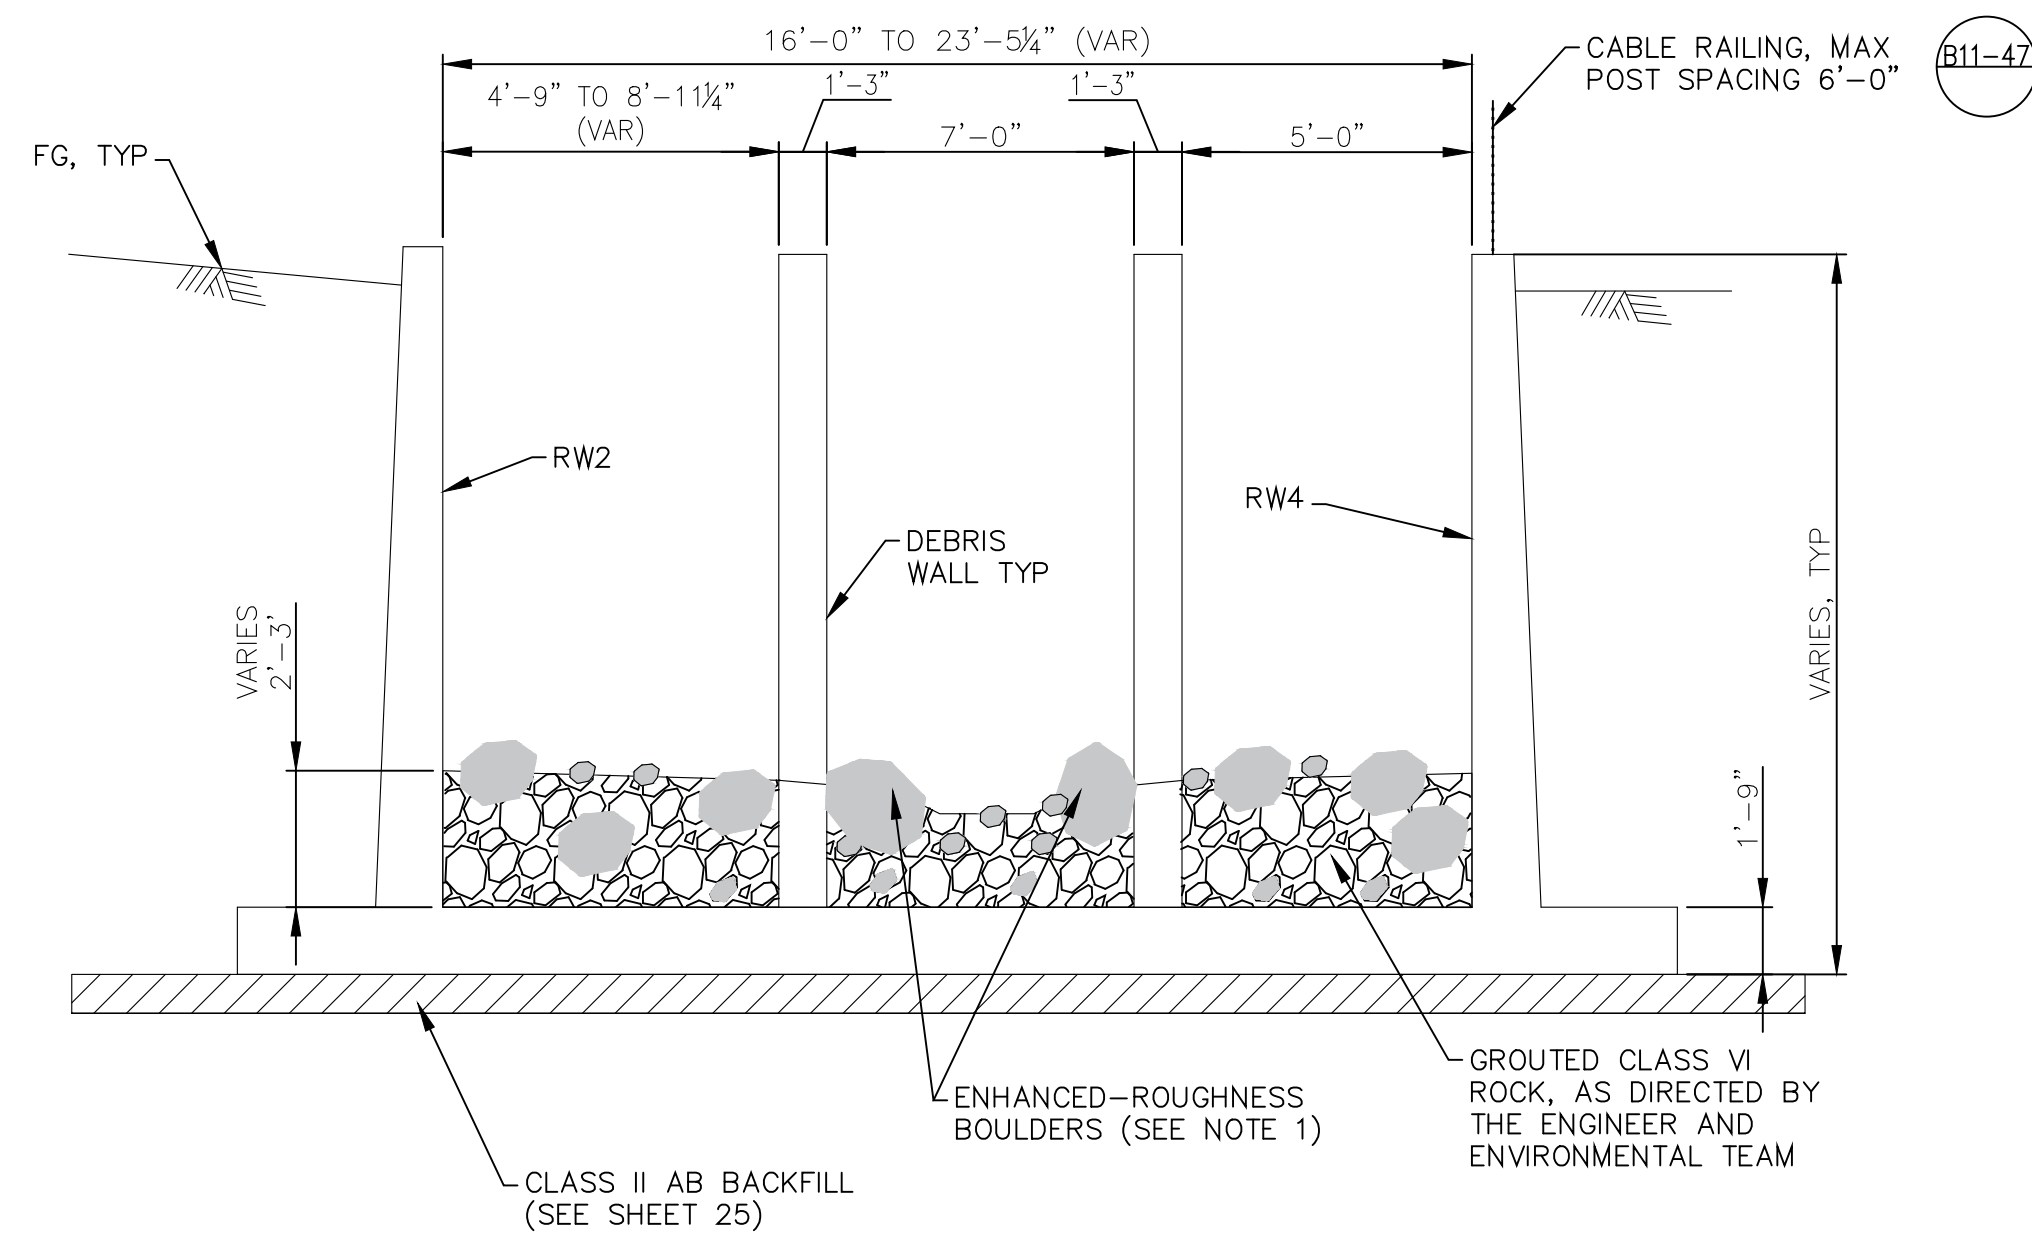 16'-0" TO 23'-5¼" (VAR)
CABLE RAILING, MAX
POST SPACING 6'-0"
B11-47
4'-9" TO 8'-11¼"
(VAR)
1'-3"
1'-3"
7'-0"
5'-0"
FG, TYP
RW2
RW4
DEBRIS
WALL TYP
VARIES, TYP
VARIES
2'-3'
1'-9"
GROUTED CLASS VI
ROCK, AS DIRECTED BY
THE ENGINEER AND
ENVIRONMENTAL TEAM
ENHANCED-ROUGHNESS
BOULDERS (SEE NOTE 1)
CLASS II AB BACKFILL
(SEE SHEET 25)